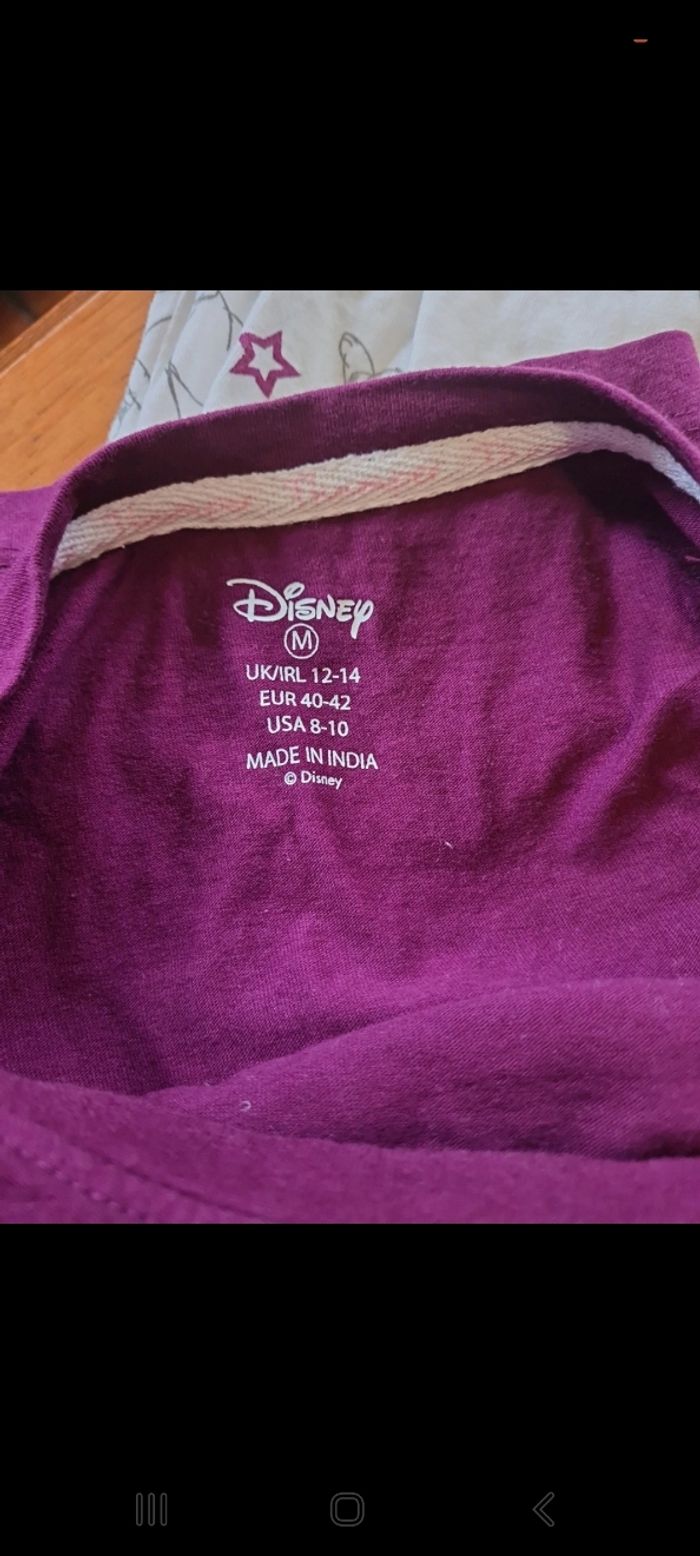 Disney
M
UK/IRL 12-14
EUR 40-42
USA 8-10
MADE IN INDIA
© Disney